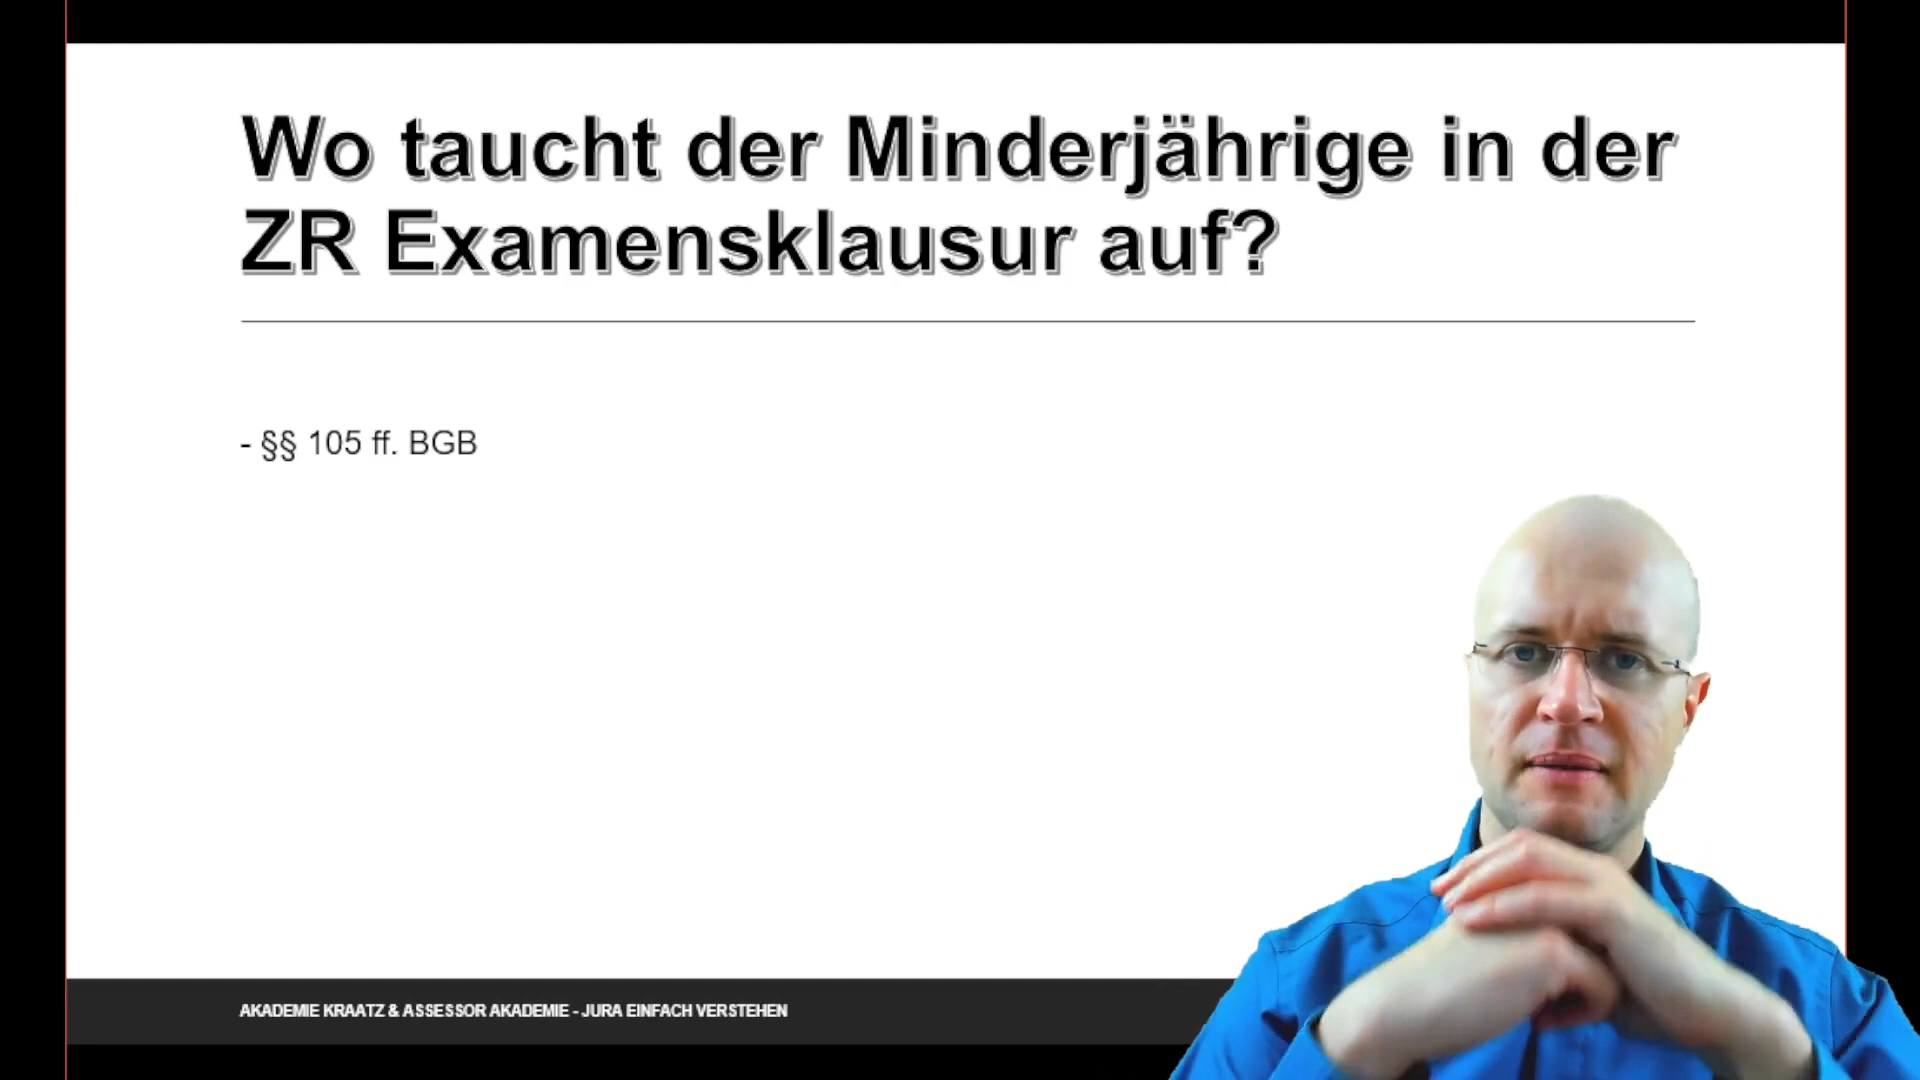 Wo taucht der Minderjährige in der
ZR Examensklausur auf?
- §§ 105 ff. BGB
AKADEMIE KRAATZ & ASSESSOR AKADEMIE - JURA EINFACH VERSTEHEN